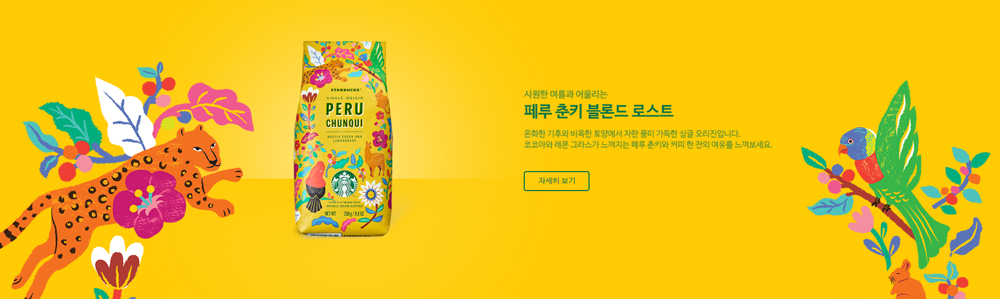 STARBUCKS®
SINGLE-ORIGIN
PERU
CHUNQUI
DUSTED COCOA AND
LEMONGRASS
STARBUCKS® BLONDE ROAST
WHOLE BEAN COFFEE
NET WT 250g / 8.8 OZ
시원한 여름과 어울리는
페루 춘키 블론드 로스트
온화한 기후와 비옥한 토양에서 자란 풍미 가득한 싱글 오리진입니다.
코코아와 레몬 그라스가 느껴지는 페루 춘키와 커피 한 잔의 여유를 느껴보세요.
자세히 보기